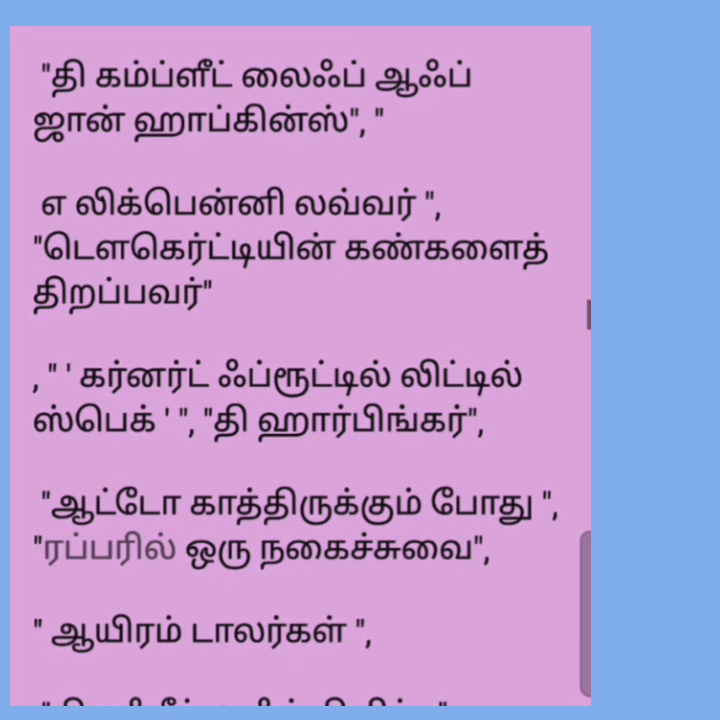 "தி கம்ப்ளீட் லைஃப் ஆஃப்
ஜான் ஹாப்கின்ஸ்", "
எ லிக்பென்னி லவ்வர் ",
"டௌகெர்ட்டியின் கண்களைத்
திறப்பவர்"
, " ' கர்னர்ட் ஃப்ரூட்டில் லிட்டில்
ஸ்பெக் ' ", "தி ஹார்பிங்கர்",
"ஆட்டோ காத்திருக்கும் போது ",
"ரப்பரில் ஒரு நகைச்சுவை",
" ஆயிரம் டாலர்கள் ",